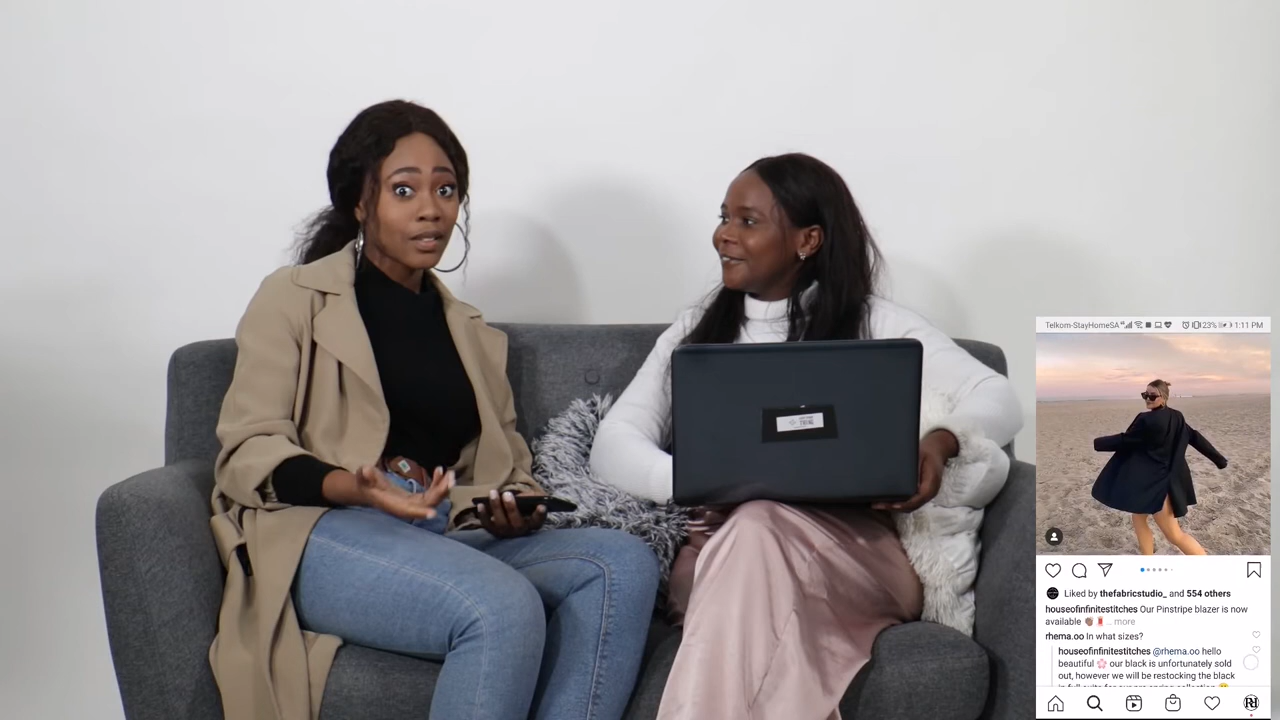 Telkom-StayHomeSA 23% 1:11 PM
Liked by thefabricstudio_ and 554 others
houseofinfinitestitches Our Pinstripe blazer is now
available ... more
rhema.oo In what sizes?
houseofinfinitestitches @rhema.oo hello
beautiful 🌸 our black is unfortunately sold
out, however we will be restocking the black